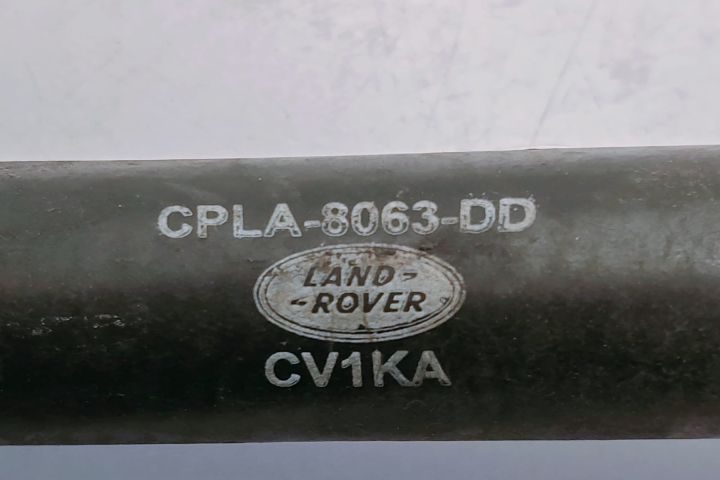 CPLA-8063-DD
LAND-
-ROVER
CV1KA